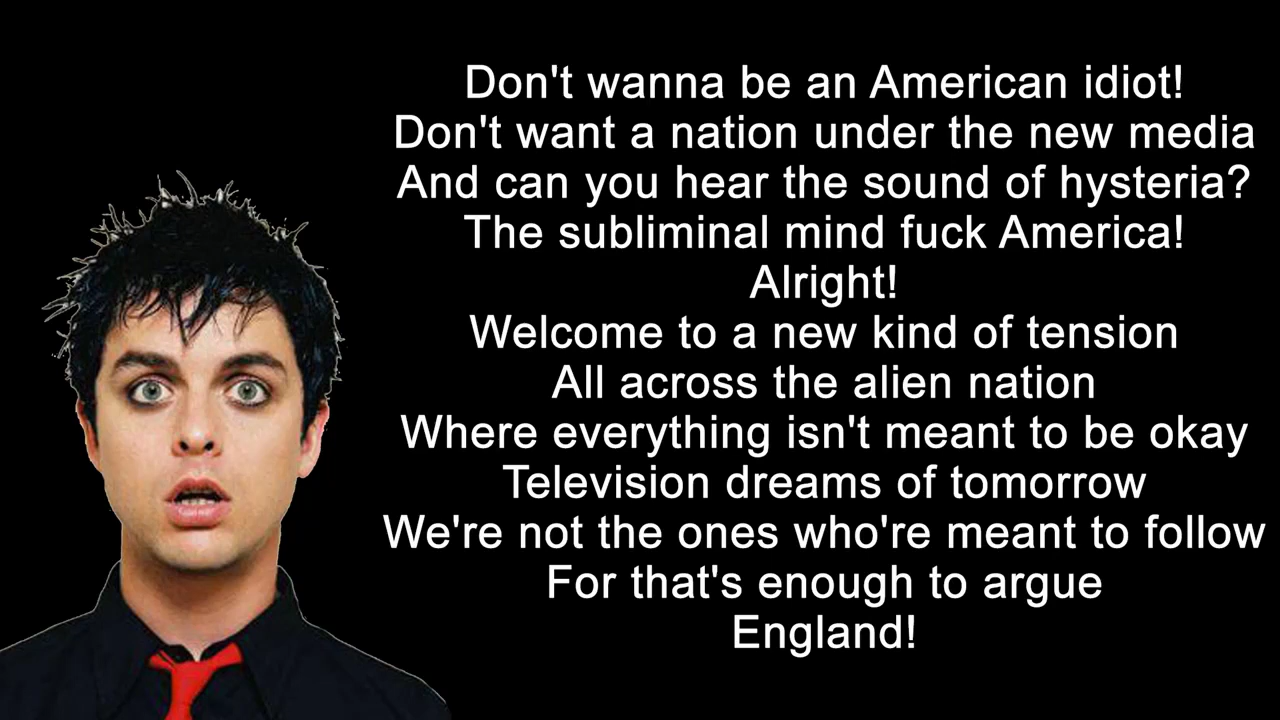 Don't wanna be an American idiot!
Don't want a nation under the new media
And can you hear the sound of hysteria?
The subliminal mind fuck America!
Alright!
Welcome to a new kind of tension
All across the alien nation
Where everything isn't meant to be okay
Television dreams of tomorrow
We're not the ones who're meant to follow
For that's enough to argue
England!